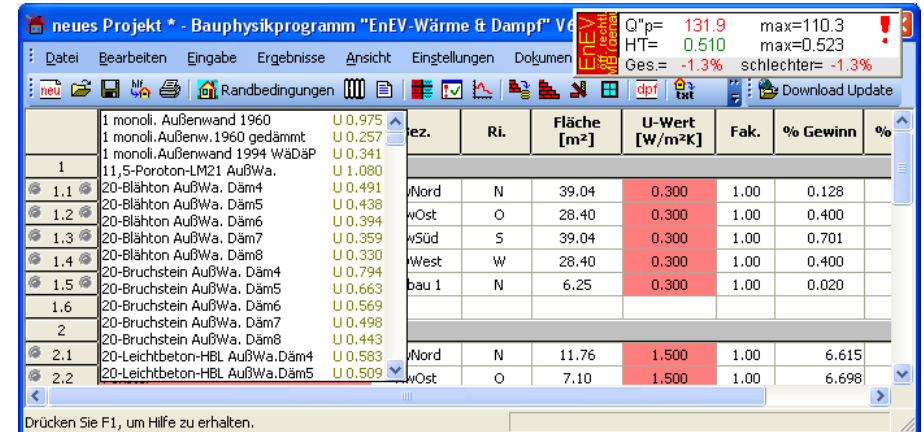 neues Projekt * - Bauphysikprogramm "EnEV-Wärme & Dampf" V6
EnEV
öff.rechtl
Q"p= 131.9 max=110.3
H'T= 0.510 max=0.523
Ges.= -1.3% schlechter= -1.3%
Datei Bearbeiten Eingabe Ergebnisse Ansicht Einstellungen Dokumen
neu Randbedingungen dpf txt Download Update
Bez. Ri. Fläche [m²] U-Wert [W/m²K] Fak. % Gewinn %
1 monoli. Außenwand 1960 U 0.975
1 monoli.Außenw.1960 gedämmt U 0.257
1 monoli.Außenwand 1994 WäDäP U 0.341
11,5-Poroton-LM21 AußWa. U 1.080
20-Blähton AußWa. Däm4 U 0.491
20-Blähton AußWa. Däm5 U 0.438
20-Blähton AußWa. Däm6 U 0.394
20-Blähton AußWa. Däm7 U 0.359
20-Blähton AußWa. Däm8 U 0.330
20-Bruchstein AußWa. Däm4 U 0.794
20-Bruchstein AußWa. Däm5 U 0.663
20-Bruchstein AußWa. Däm6 U 0.569
20-Bruchstein AußWa. Däm7 U 0.498
20-Bruchstein AußWa. Däm8 U 0.443
20-Leichtbeton-HBL AußWa.Däm4 U 0.583
20-Leichtbeton-HBL AußWa.Däm5 U 0.509
1
1.1 wNord N 39.04 0.300 1.00 0.128
1.2 wOst O 28.40 0.300 1.00 0.400
1.3 wSüd S 39.04 0.300 1.00 0.701
1.4 wWest W 28.40 0.300 1.00 0.400
1.5 bau 1 N 6.25 0.300 1.00 0.020
1.6
2
2.1 wNord N 11.76 1.500 1.00 6.615
2.2 wOst O 7.10 1.500 1.00 6.698
Drücken Sie F1, um Hilfe zu erhalten.